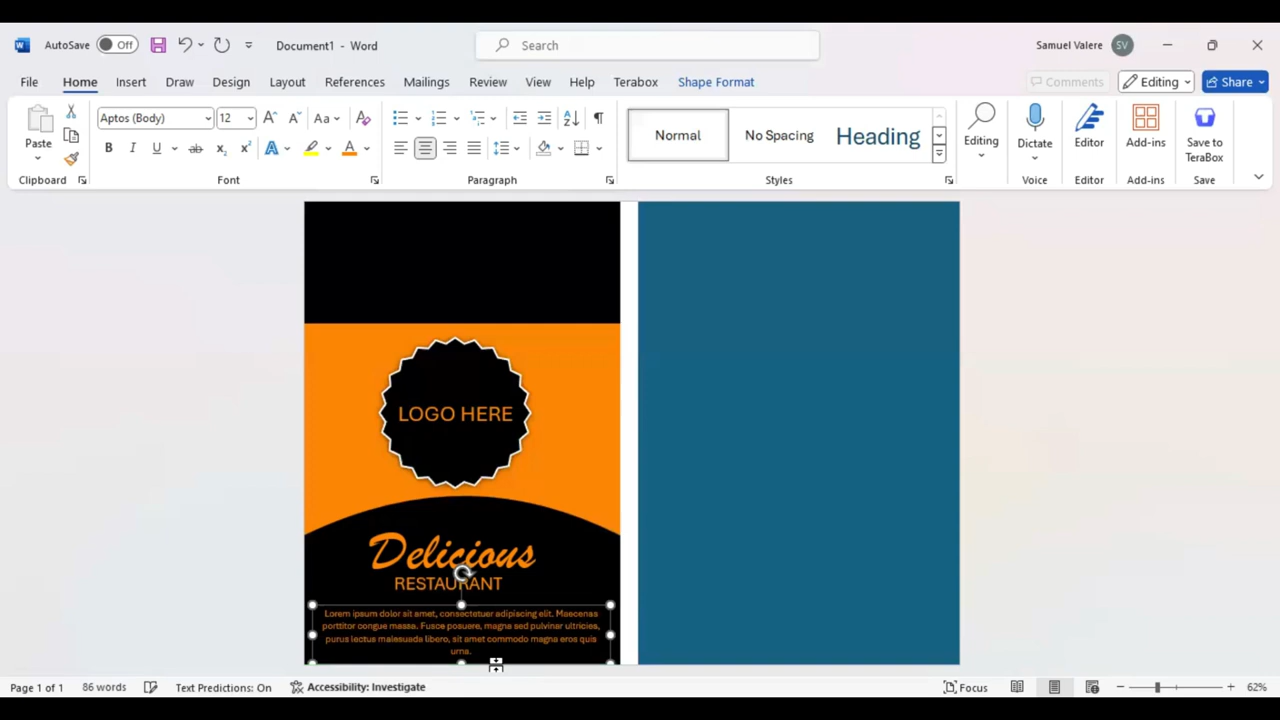 AutoSave Off Document1 - Word Search Samuel Valere SV
File Home Insert Draw Design Layout References Mailings Review View Help Terabox Shape Format Comments Editing Share
Paste Aptos (Body) 12 Normal No Spacing Heading Editing Dictate Editor Add-ins Save to TeraBox
Clipboard Font Paragraph Styles Voice Editor Add-ins Save
LOGO HERE
Delicious
RESTAURANT
Lorem ipsum dolor sit amet, consectetuer adipiscing elit. Maecenas
porttitor congue massa. Fusce posuere, magna sed pulvinar ultricies,
purus lectus malesuada libero, sit amet commodo magna eros quis
urna.
Page 1 of 1 86 words Text Predictions: On Accessibility: Investigate Focus 62%